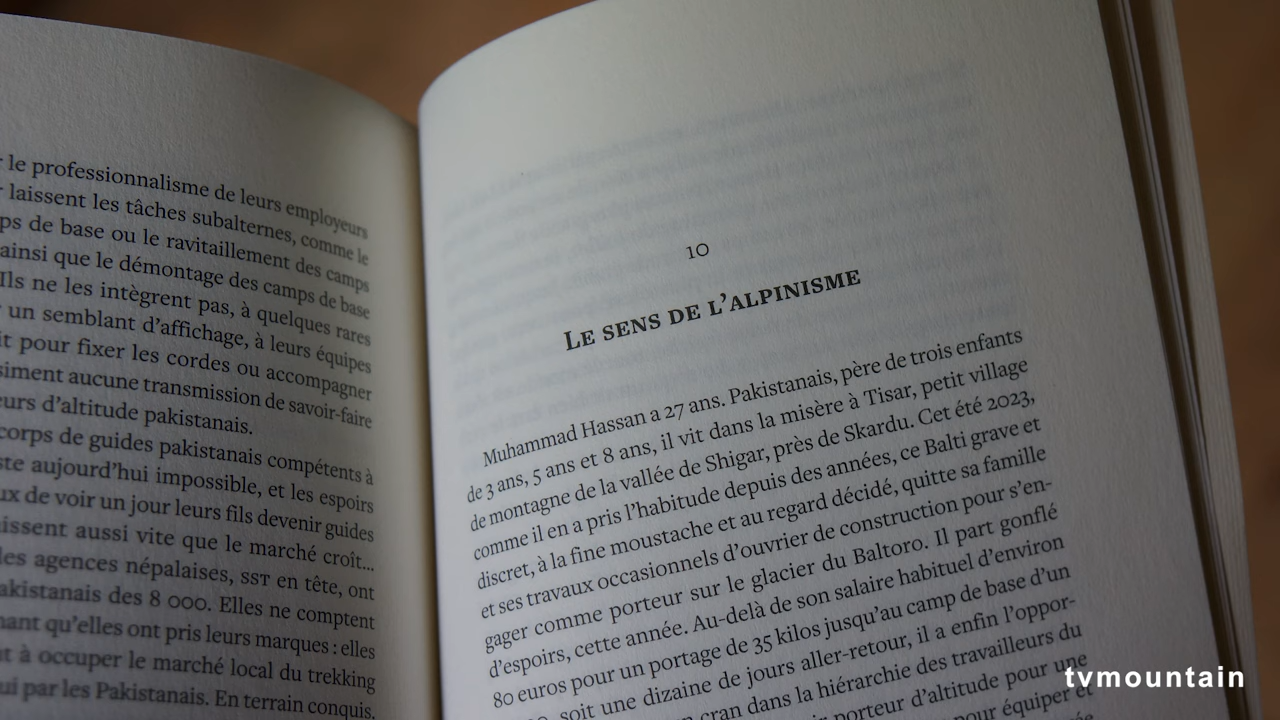 le professionnalisme de leurs employeurs
laissent les tâches subalternes, comme le
ps de base ou le ravitaillement des camps
ainsi que le démontage des camps de base
Ils ne les intègrent pas, à quelques rares
un semblant d’affichage, à leurs équipes
it pour fixer les cordes ou accompagner
siment aucune transmission de savoir-faire
eurs d’altitude pakistanais.
corps de guides pakistanais compétents à
ste aujourd’hui impossible, et les espoirs
ux de voir un jour leurs fils devenir guides
issent aussi vite que le marché croît...
les agences népalaises, SST en tête, ont
akistanais des 8 000. Elles ne comptent
nant qu’elles ont pris leurs marques : elles
t à occuper le marché local du trekking
ui par les Pakistanais. En terrain conquis,
10
LE SENS DE L’ALPINISME
Muhammad Hassan a 27 ans. Pakistanais, père de trois enfants
de 3 ans, 5 ans et 8 ans, il vit dans la misère à Tisar, petit village
de montagne de la vallée de Shigar, près de Skardu. Cet été 2023,
comme il en a pris l’habitude depuis des années, ce Balti grave et
discret, à la fine moustache et au regard décidé, quitte sa famille
et ses travaux occasionnels d’ouvrier de construction pour s’en-
gager comme porteur sur le glacier du Baltoro. Il part gonflé
d’espoirs, cette année. Au-delà de son salaire habituel d’environ
80 euros pour un portage de 35 kilos jusqu’au camp de base d’un
soit une dizaine de jours aller-retour, il a enfin l’oppor-
cran dans la hiérarchie des travailleurs du
porteur d’altitude pour une
pour équiper et
tvmountain